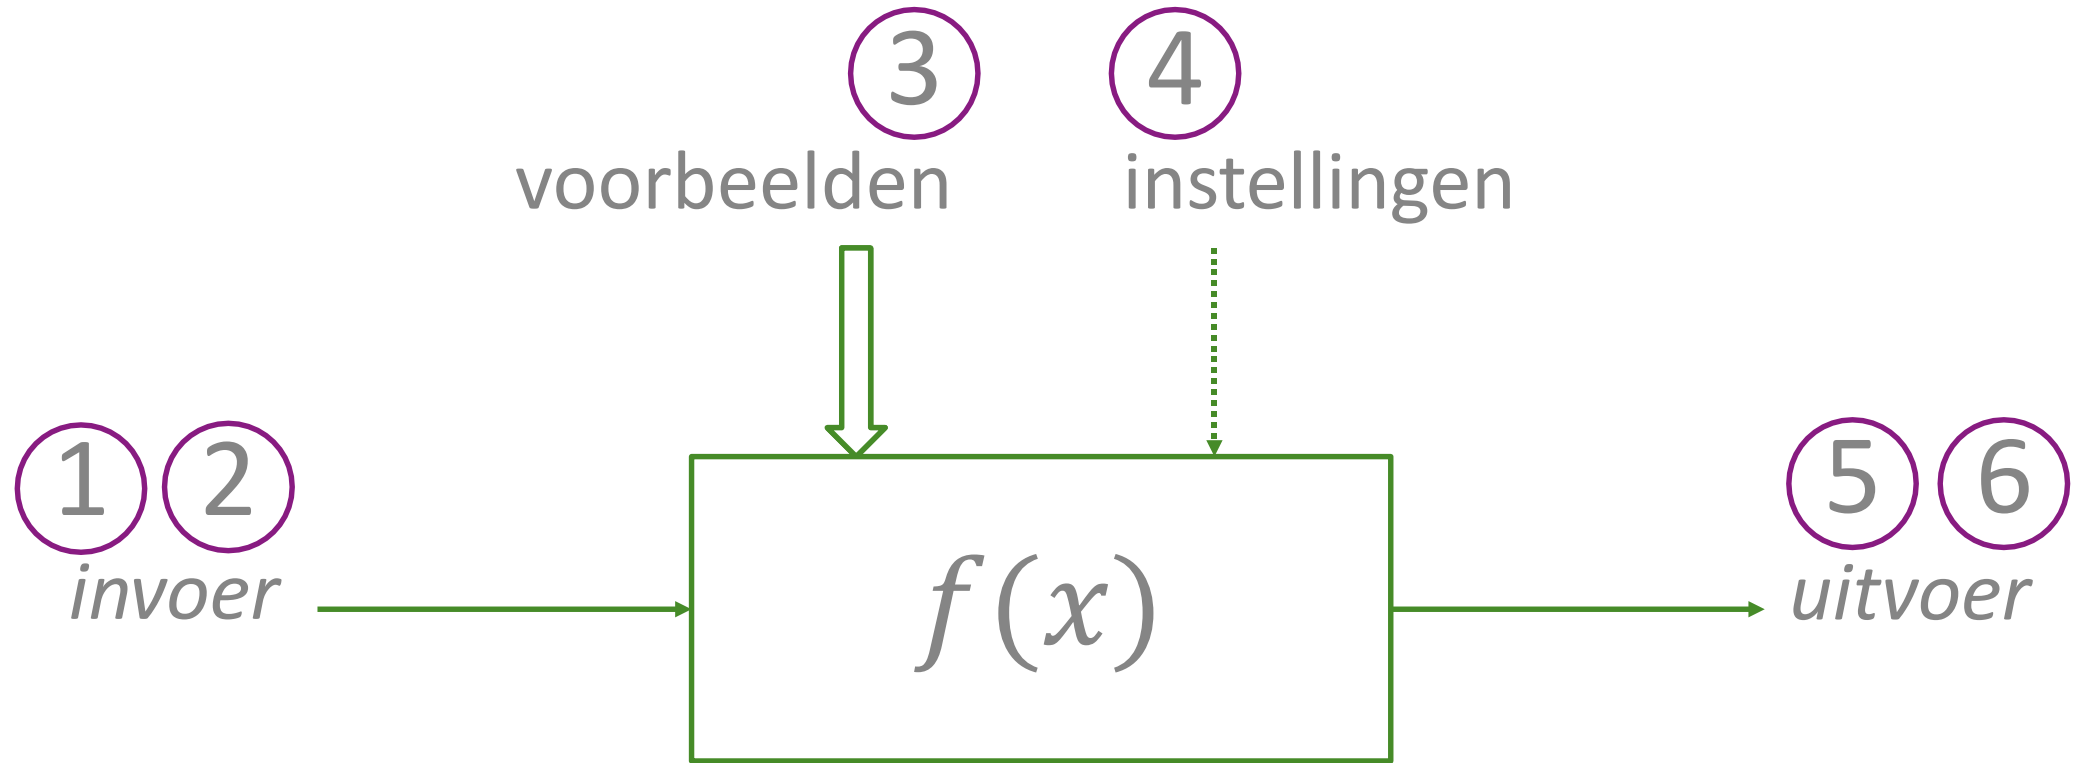 3 4
voorbeelden instellingen
1 2 5 6
invoer f(x) uitvoer